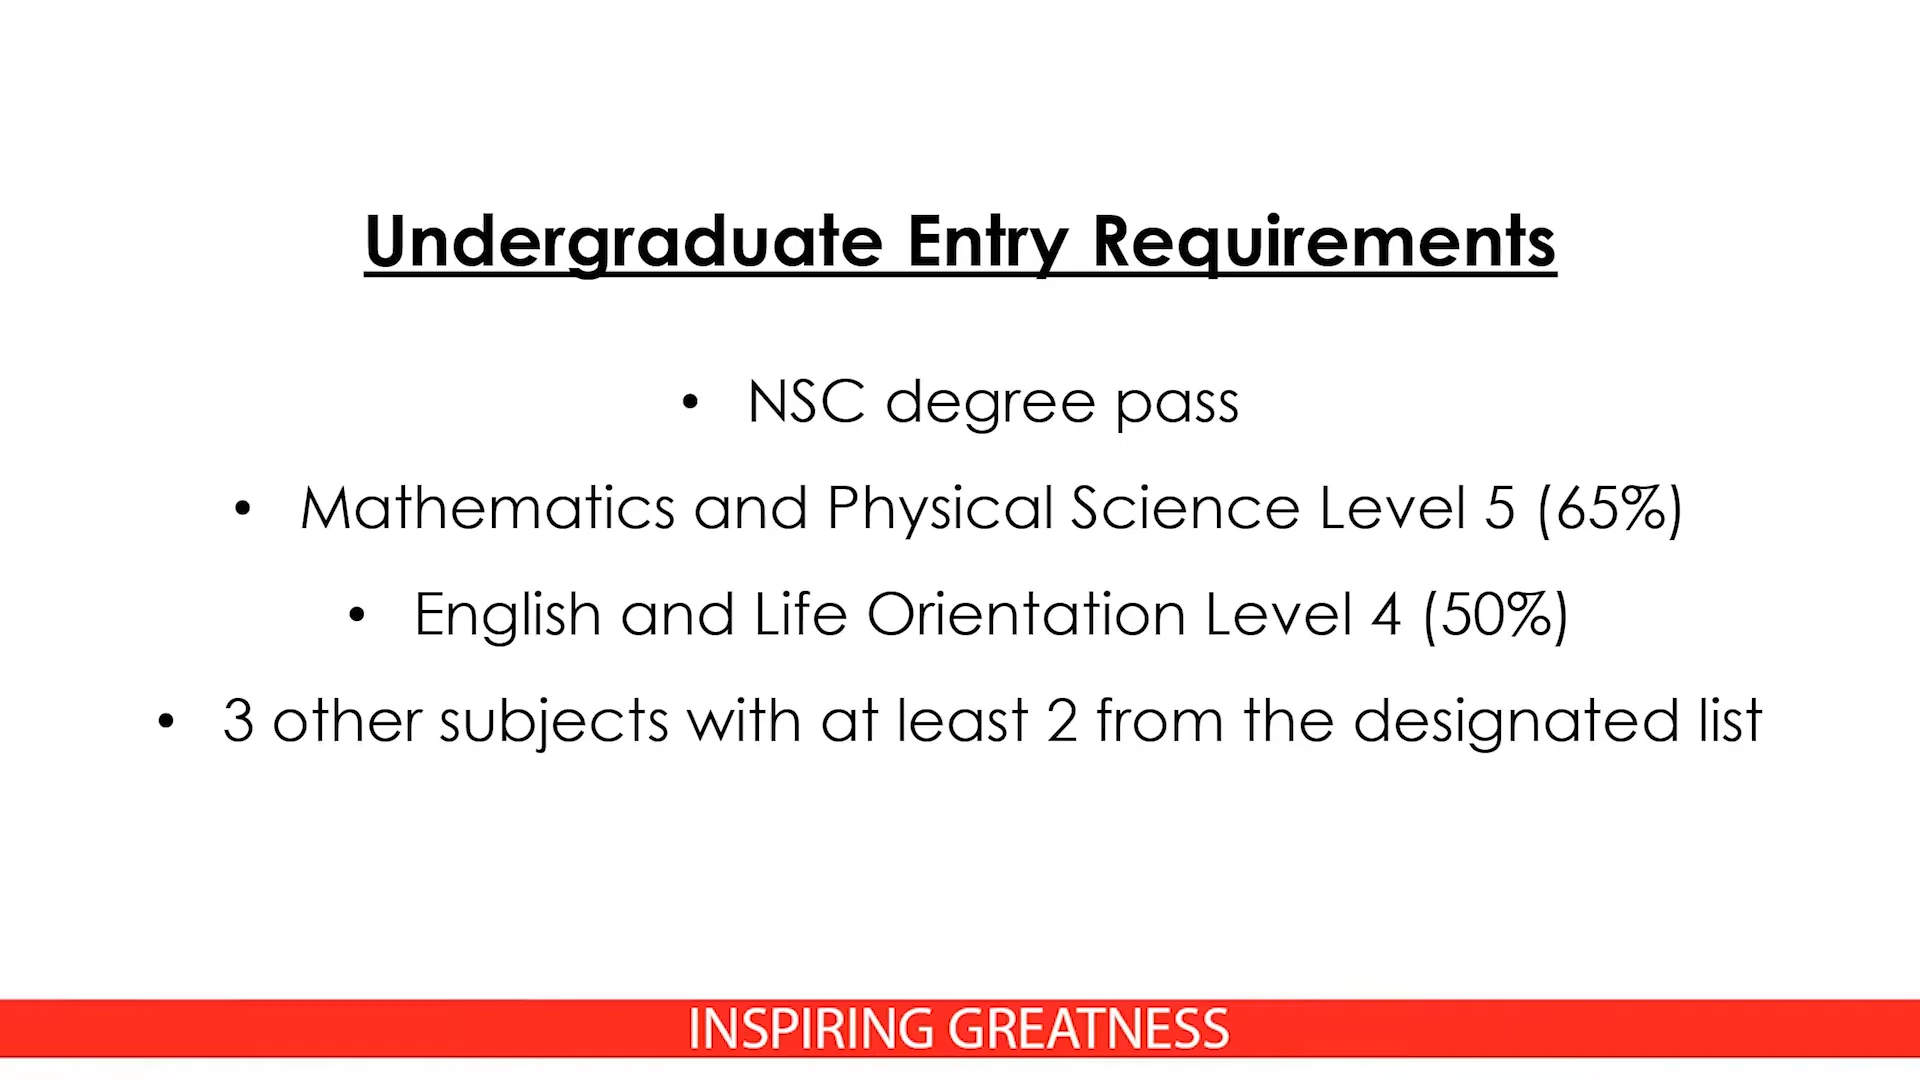 Undergraduate Entry Requirements
• NSC degree pass
• Mathematics and Physical Science Level 5 (65%)
• English and Life Orientation Level 4 (50%)
• 3 other subjects with at least 2 from the designated list
INSPIRING GREATNESS